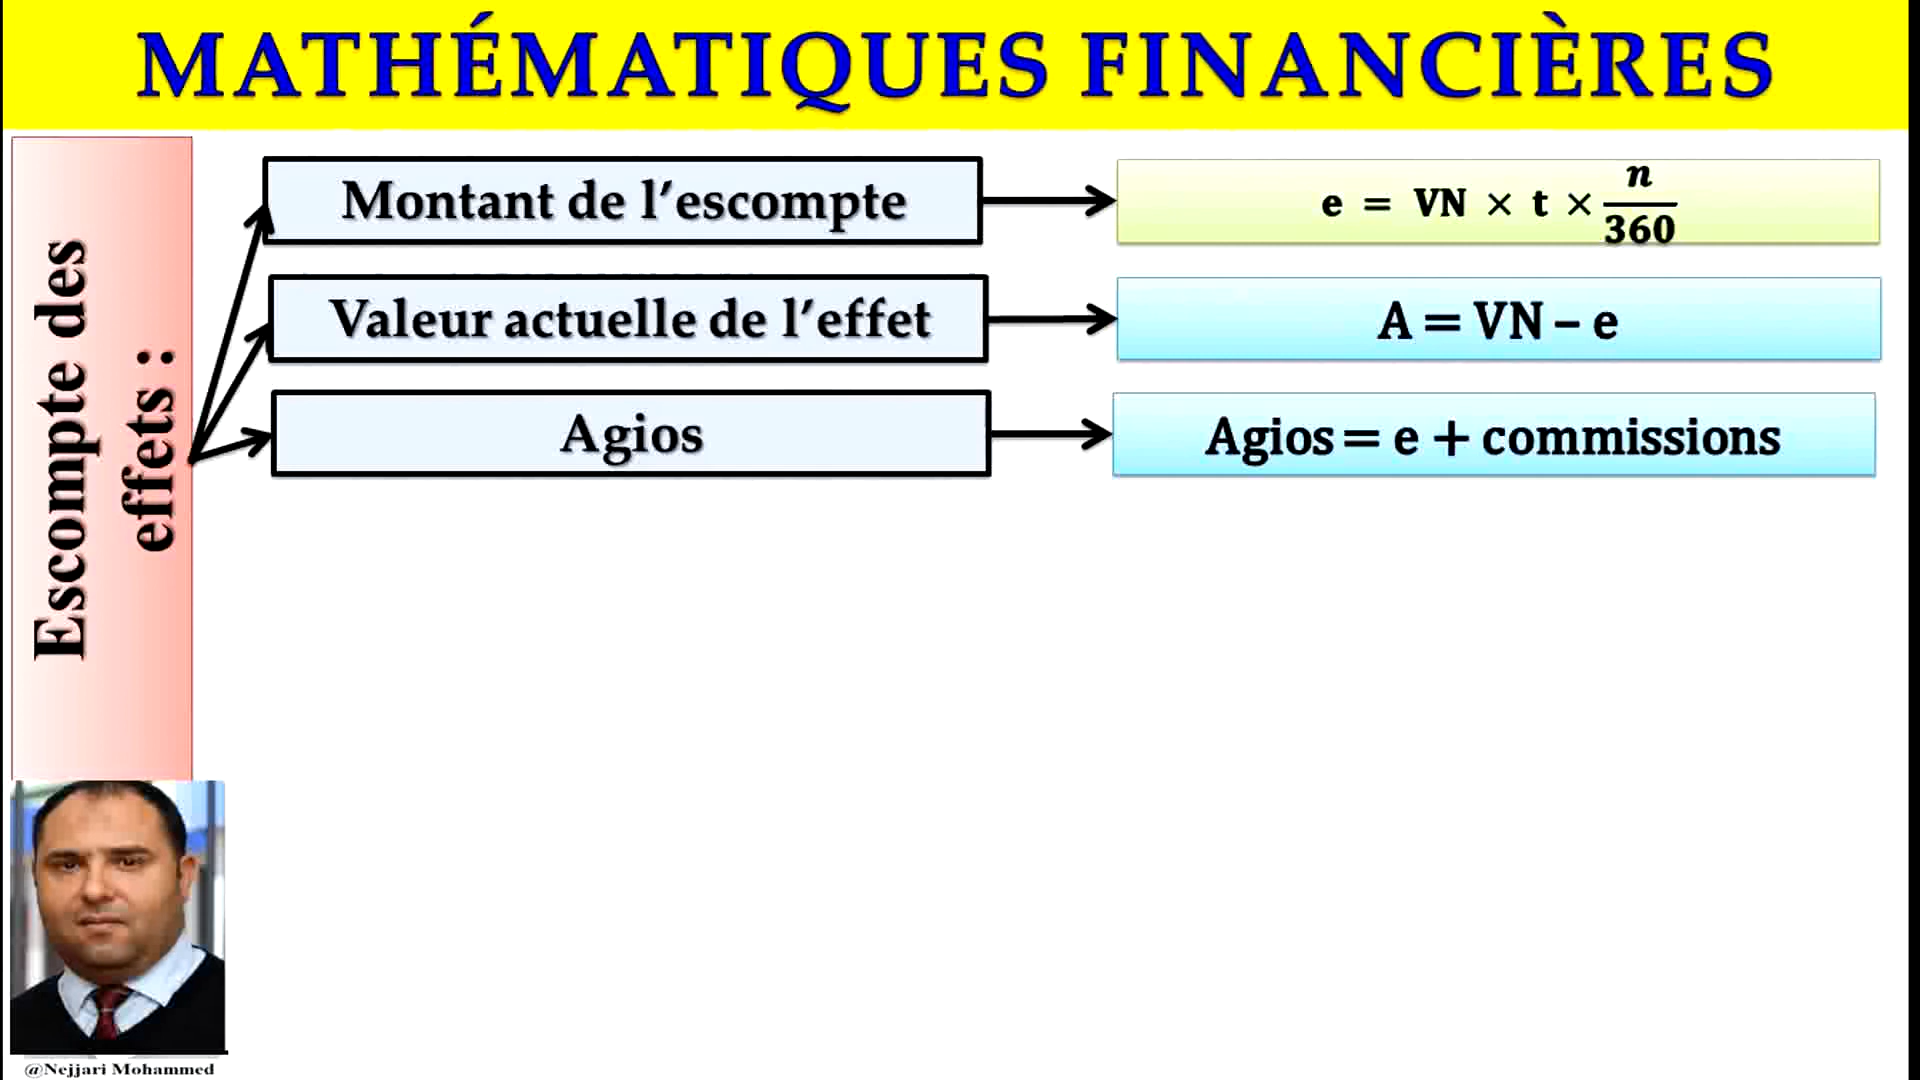 MATHÉMATIQUES FINANCIÈRES
Escompte des
effets :
Montant de l’escompte
e = VN × t × n/360
Valeur actuelle de l’effet
A = VN – e
Agios
Agios = e + commissions
@Nejjari Mohammed